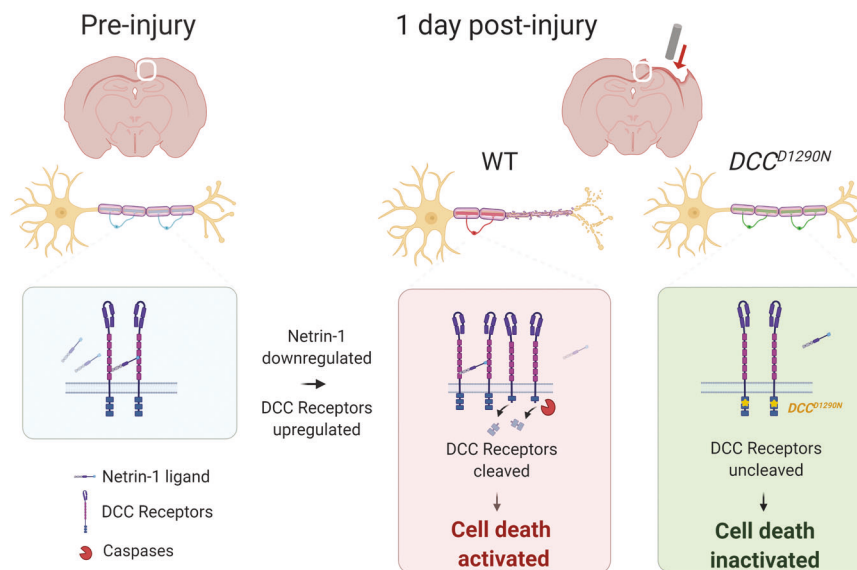 Pre-injury
1 day post-injury
WT
DCC^D1290N
Netrin-1
downregulated
DCC Receptors
upregulated
DCC^D1290N
DCC Receptors
cleaved
Cell death
activated
DCC Receptors
uncleaved
Cell death
inactivated
Netrin-1 ligand
DCC Receptors
Caspases